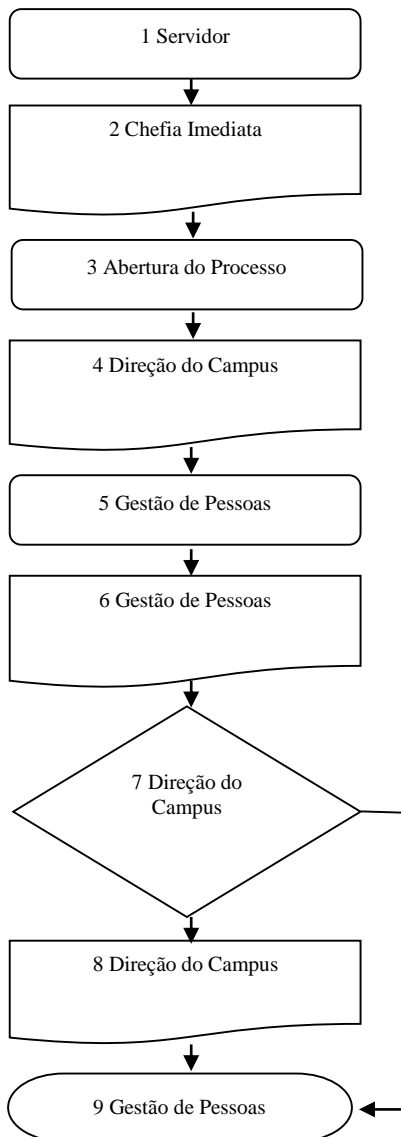 1 Servidor
2 Chefia Imediata
3 Abertura do Processo
4 Direção do Campus
5 Gestão de Pessoas
6 Gestão de Pessoas
7 Direção do
Campus
8 Direção do Campus
9 Gestão de Pessoas